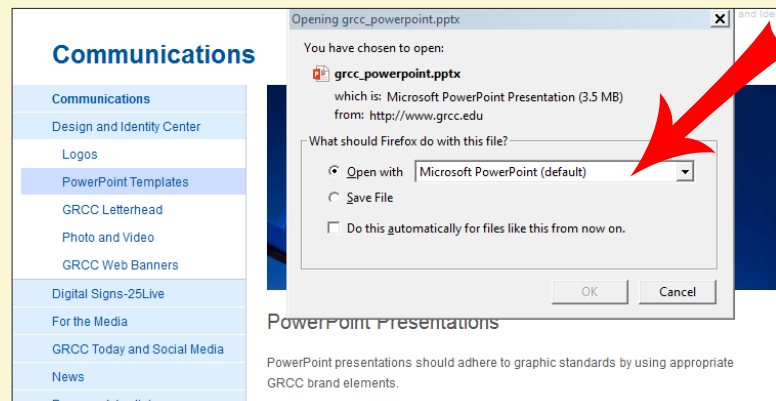 and Ide
Opening grcc_powerpoint.pptx
You have chosen to open:
grcc_powerpoint.pptx
which is: Microsoft PowerPoint Presentation (3.5 MB)
from: http://www.grcc.edu
What should Firefox do with this file?
Open with Microsoft PowerPoint (default)
Save File
Do this automatically for files like this from now on.
OK Cancel
Communications
Communications
Design and Identity Center
Logos
PowerPoint Templates
GRCC Letterhead
Photo and Video
GRCC Web Banners
Digital Signs-25Live
For the Media
GRCC Today and Social Media
News
PowerPoint Presentations
PowerPoint presentations should adhere to graphic standards by using appropriate
GRCC brand elements.